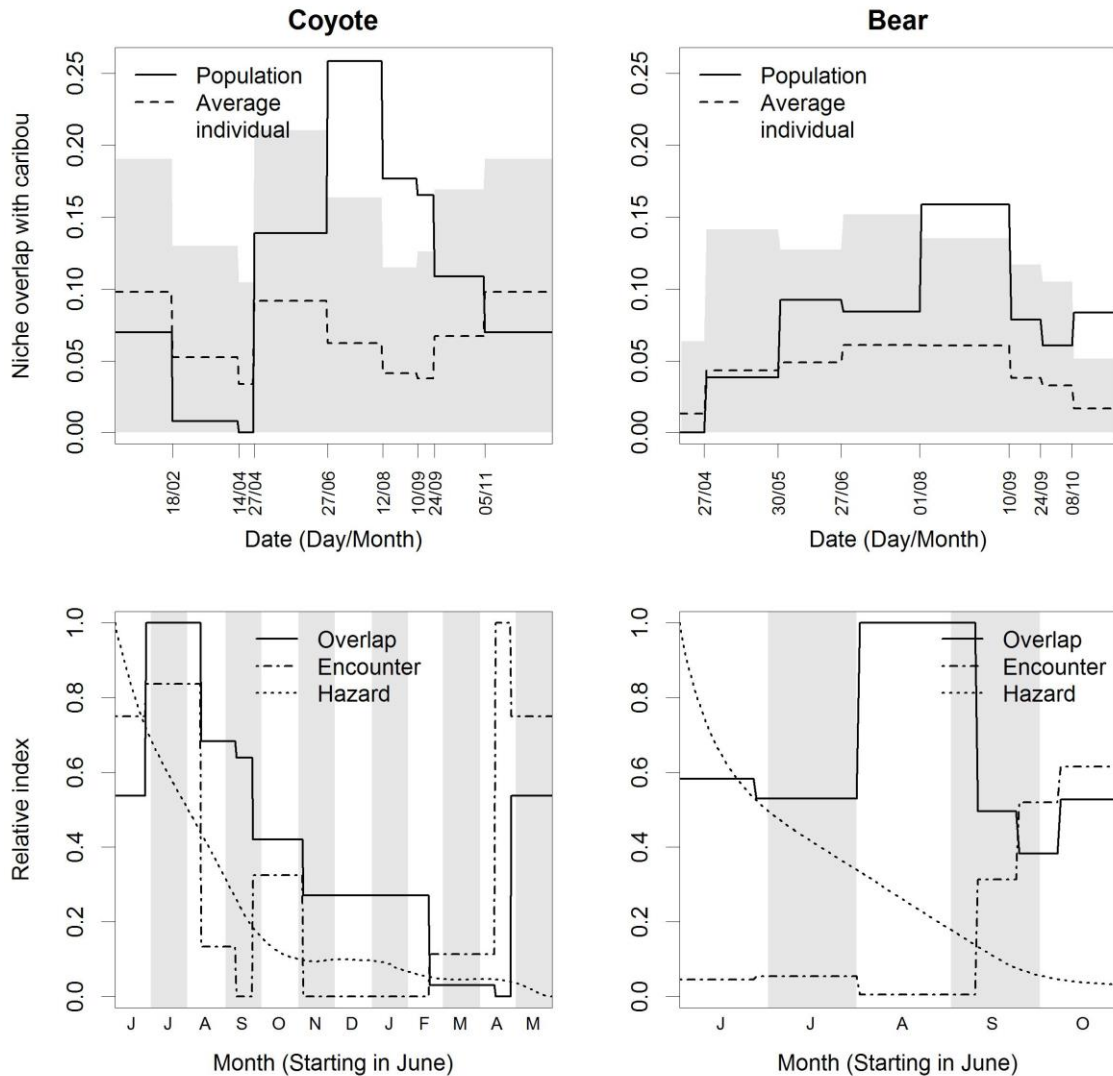 Coyote
Niche overlap with caribou
0.00 0.05 0.10 0.15 0.20 0.25
Population
Average
individual
18/02 14/04 27/04 27/06 12/08 10/09 24/09 05/11
Date (Day/Month)
Bear
0.00 0.05 0.10 0.15 0.20 0.25
Population
Average
individual
27/04 30/05 27/06 01/08 10/09 24/09 08/10
Date (Day/Month)
Relative index
0.0 0.2 0.4 0.6 0.8 1.0
Overlap
Encounter
Hazard
J J A S O N D J F M A M
Month (Starting in June)
0.0 0.2 0.4 0.6 0.8 1.0
Overlap
Encounter
Hazard
J J A S O
Month (Starting in June)